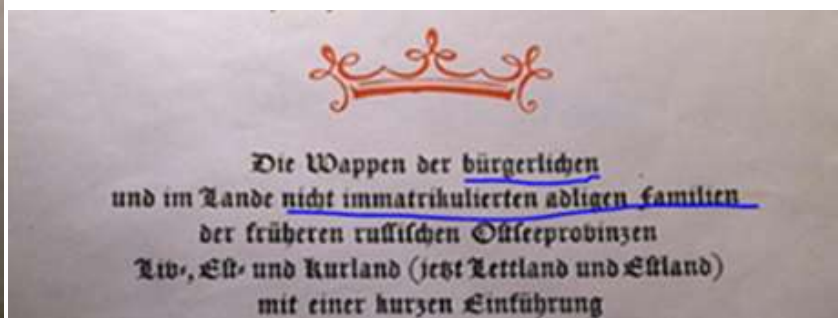 Die Wappen der bürgerlichen
und im Lande nicht immatrikulierten adligen Familien
der früheren russischen Ostseeprovinzen
Liv-, Est- und Kurland (jetzt Lettland und Estland)
mit einer kurzen Einführung